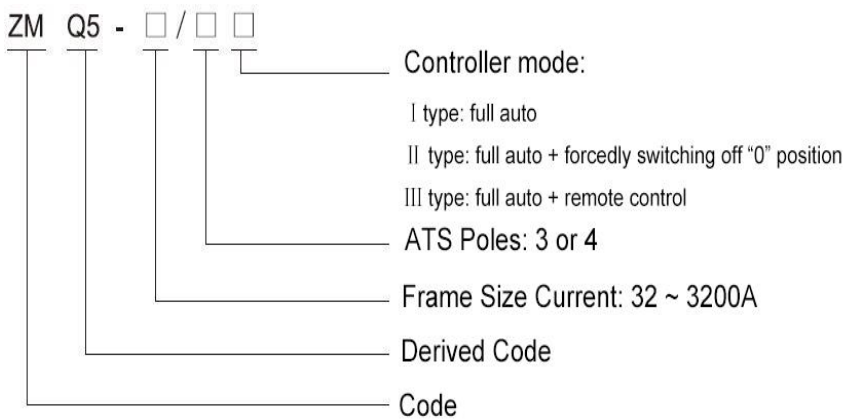 ZM Q5 - □ / □ □
Controller mode:
Ⅰ type: full auto
Ⅱ type: full auto + forcedly switching off “0” position
Ⅲ type: full auto + remote control
ATS Poles: 3 or 4
Frame Size Current: 32 ~ 3200A
Derived Code
Code